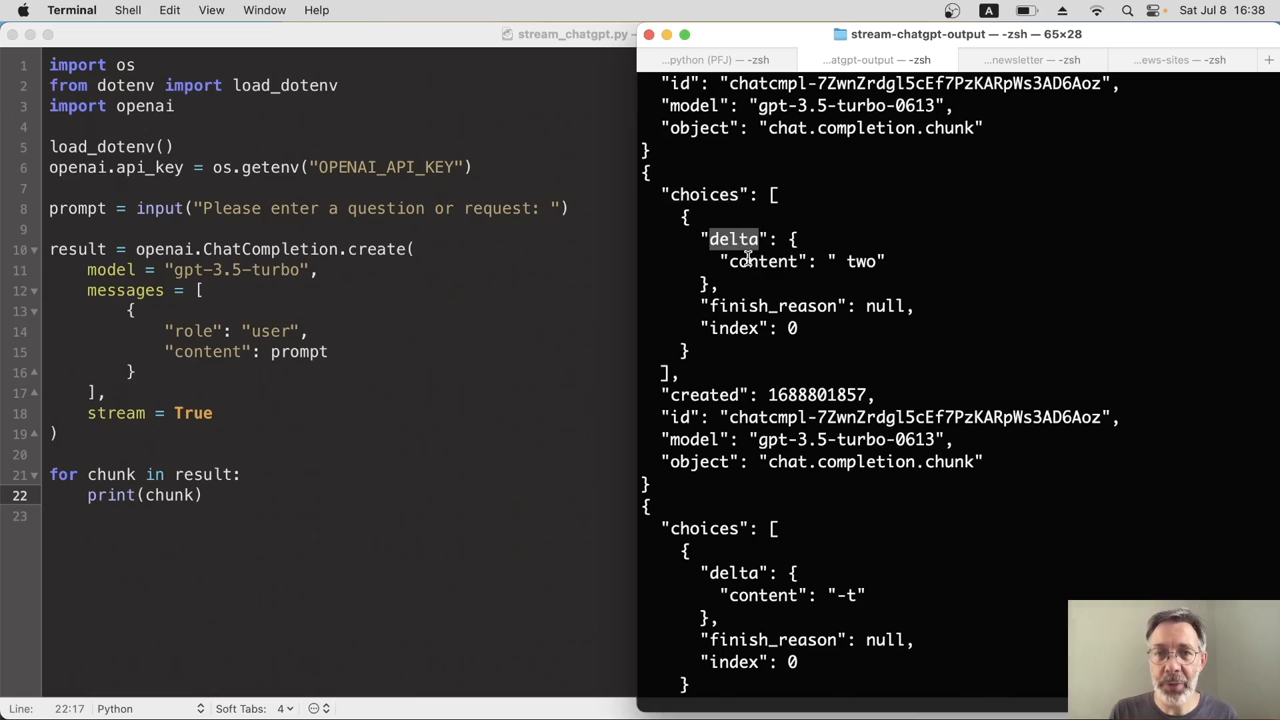 Terminal Shell Edit View Window Help A Sat Jul 8 16:38
stream_chatgpt.py
1 import os
2 from dotenv import load_dotenv
3 import openai
4
5 load_dotenv()
6 openai.api_key = os.getenv("OPENAI_API_KEY")
7
8 prompt = input("Please enter a question or request: ")
9
10 result = openai.ChatCompletion.create(
11 model = "gpt-3.5-turbo",
12 messages = [
13 {
14 "role": "user",
15 "content": prompt
16 }
17 ],
18 stream = True
19 )
20
21 for chunk in result:
22 print(chunk)
23
Line: 22:17 Python Soft Tabs: 4
stream-chatgpt-output — -zsh — 65×28
...python (PFJ) — -zsh ...atgpt-output — -zsh ...newsletter — -zsh ...ews-sites — -zsh +
"id": "chatcmpl-7ZwnZrdgl5cEf7PzKARpWs3AD6Aoz",
"model": "gpt-3.5-turbo-0613",
"object": "chat.completion.chunk"
}
{
"choices": [
{
"delta": {
"content": " two"
},
"finish_reason": null,
"index": 0
}
],
"created": 1688801857,
"id": "chatcmpl-7ZwnZrdgl5cEf7PzKARpWs3AD6Aoz",
"model": "gpt-3.5-turbo-0613",
"object": "chat.completion.chunk"
}
{
"choices": [
{
"delta": {
"content": "-t"
},
"finish_reason": null,
"index": 0
}